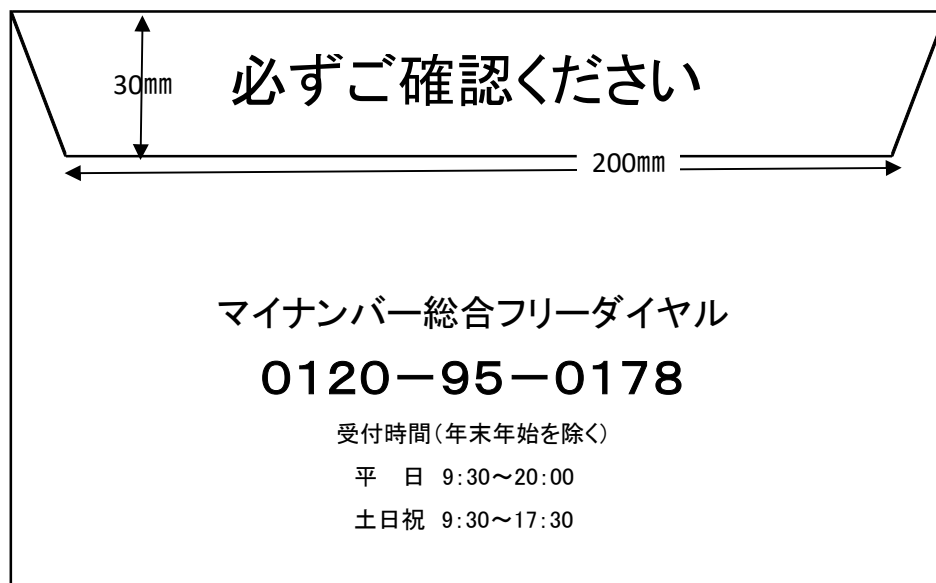 必ずご確認ください
30㎜
200㎜
マイナンバー総合フリーダイヤル
0120－95－0178
受付時間（年末年始を除く）
平　日 9:30～20:00
土日祝 9:30～17:30